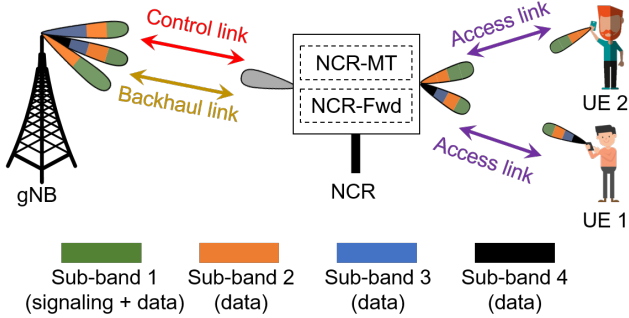 Control link
Backhaul link
gNB
NCR-MT
NCR-Fwd
NCR
Access link
UE 2
Access link
UE 1
Sub-band 1
(signaling + data)
Sub-band 2
(data)
Sub-band 3
(data)
Sub-band 4
(data)